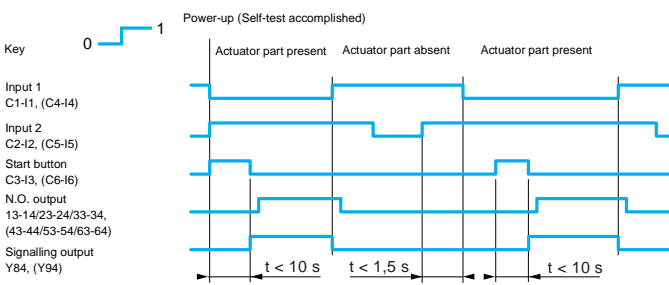 Power-up (Self-test accomplished)
Key 0 1
Actuator part present Actuator part absent Actuator part present
Input 1
C1-I1, (C4-I4)
Input 2
C2-I2, (C5-I5)
Start button
C3-I3, (C6-I6)
N.O. output
13-14/23-24/33-34,
(43-44/53-54/63-64)
Signalling output
Y84, (Y94)
t < 10 s t < 1,5 s t < 10 s